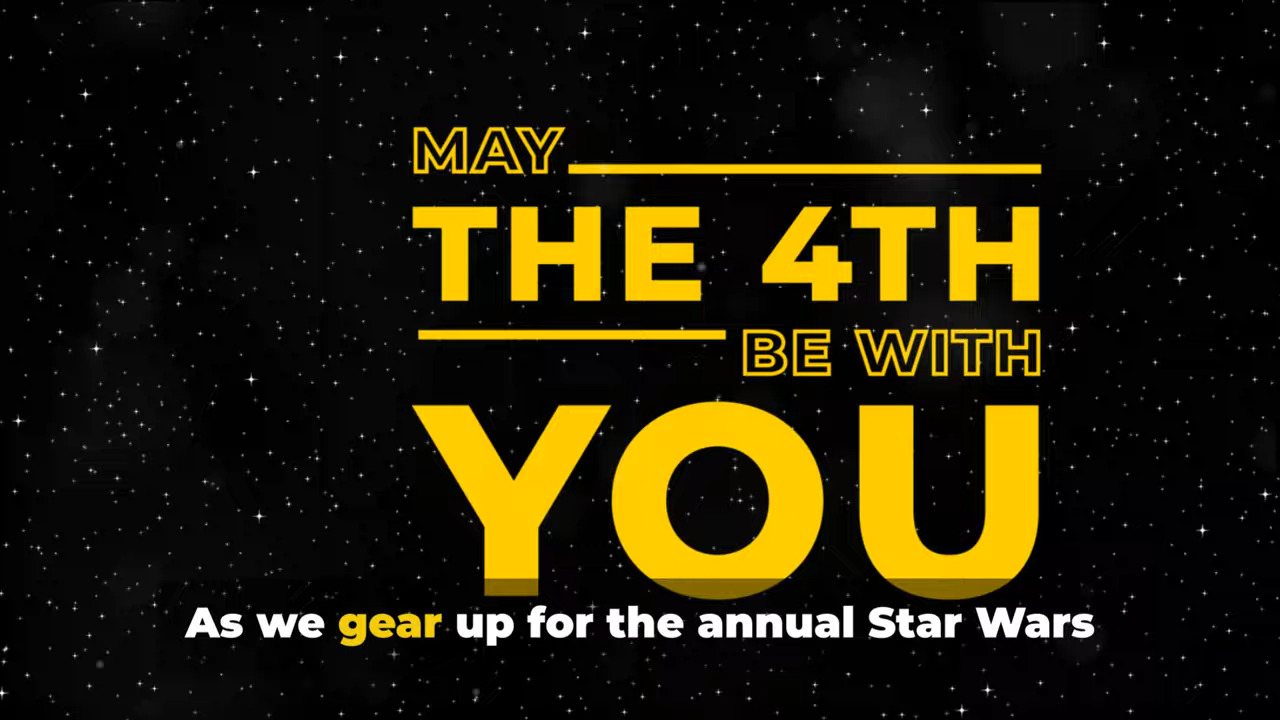 MAY
THE 4TH
BE WITH
YOU
As we gear up for the annual Star Wars